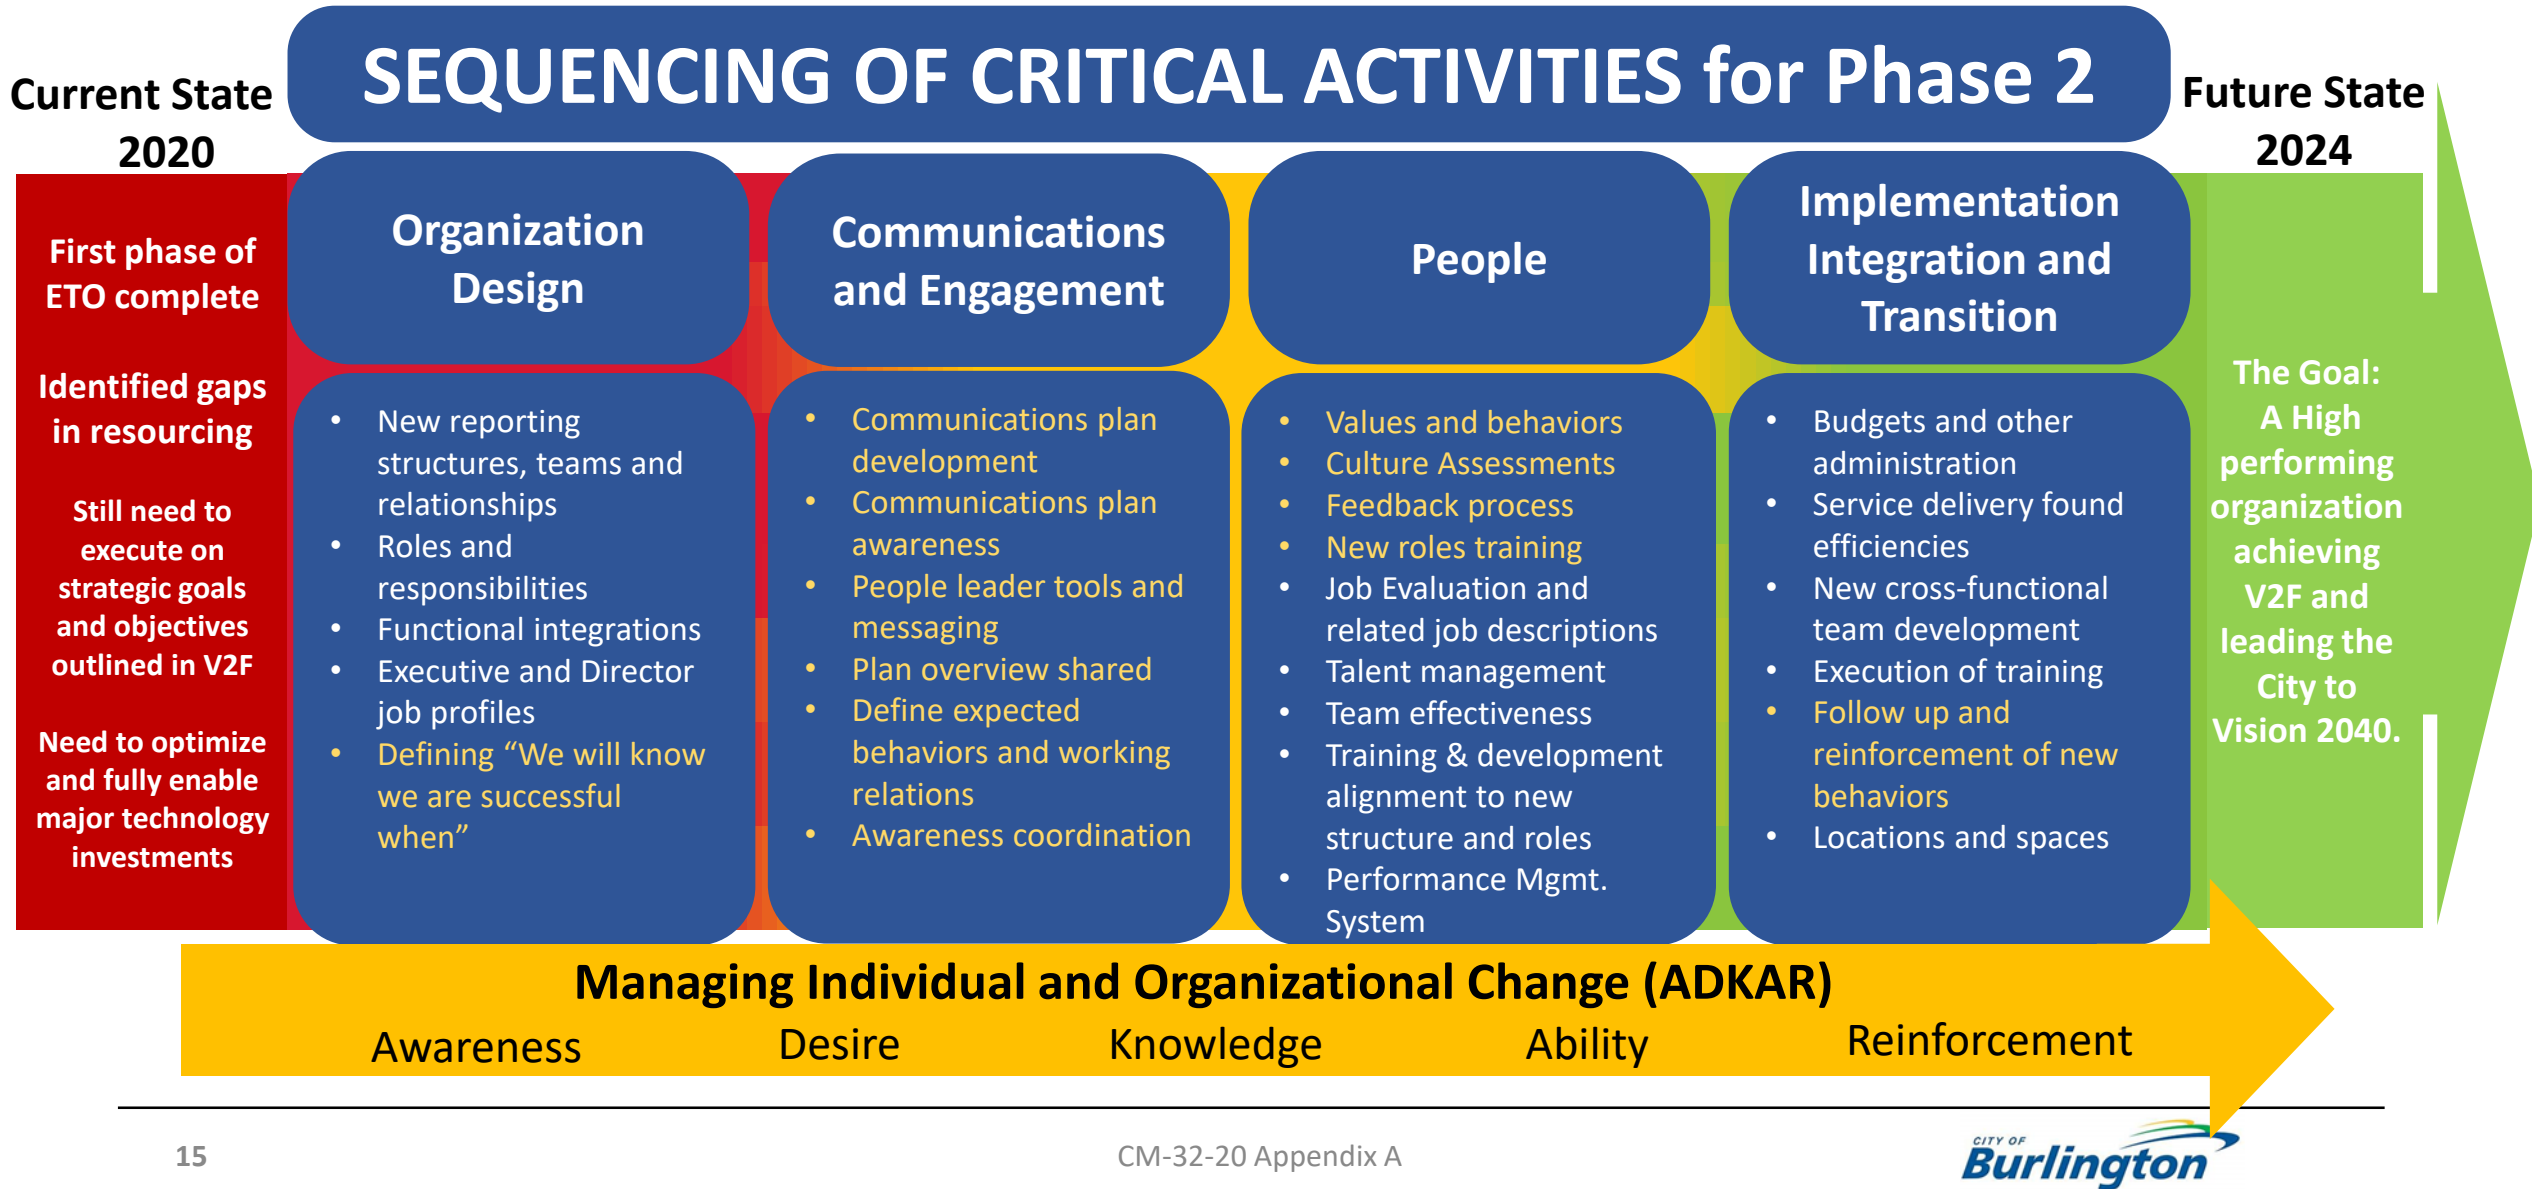 SEQUENCING OF CRITICAL ACTIVITIES for Phase 2
Current State
2020
First phase of
ETO complete
Identified gaps
in resourcing
Still need to
execute on
strategic goals
and objectives
outlined in V2F
Need to optimize
and fully enable
major technology
investments
Organization
Design
• New reporting
structures, teams and
relationships
• Roles and
responsibilities
• Functional integrations
• Executive and Director
job profiles
• Defining “We will know
we are successful
when”
Communications
and Engagement
• Communications plan
development
• Communications plan
awareness
• People leader tools and
messaging
• Plan overview shared
• Define expected
behaviors and working
relations
• Awareness coordination
People
• Values and behaviors
• Culture Assessments
• Feedback process
• New roles training
• Job Evaluation and
related job descriptions
• Talent management
• Team effectiveness
• Training & development
alignment to new
structure and roles
• Performance Mgmt.
System
Implementation
Integration and
Transition
• Budgets and other
administration
• Service delivery found
efficiencies
• New cross-functional
team development
• Execution of training
• Follow up and
reinforcement of new
behaviors
• Locations and spaces
Future State
2024
The Goal:
A High
performing
organization
achieving
V2F and
leading the
City to
Vision 2040.
Managing Individual and Organizational Change (ADKAR)
Awareness Desire Knowledge Ability Reinforcement
15
CM-32-20 Appendix A
CITY OF
Burlington